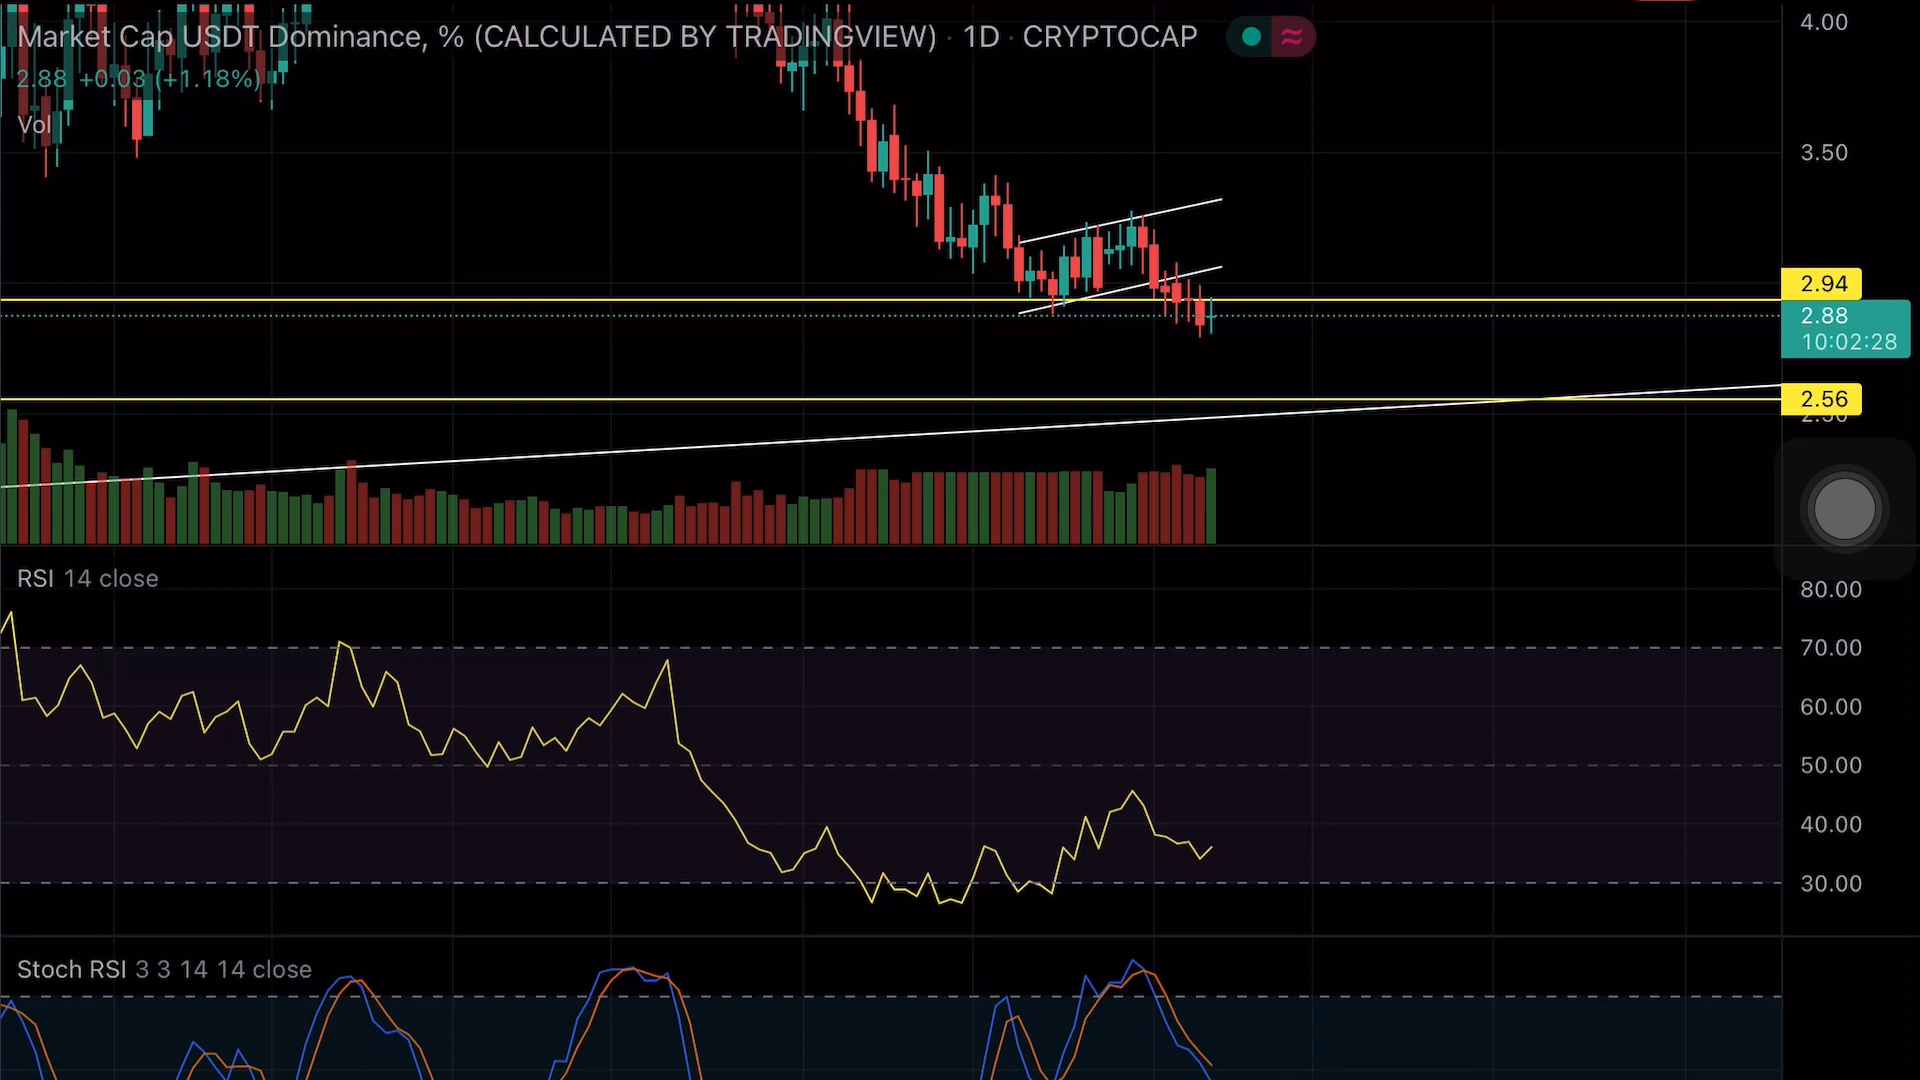 Market Cap USDT Dominance, % (CALCULATED BY TRADINGVIEW) · 1D · CRYPTOCAP
2.88 +0.03 (+1.18%)
Vol
4.00
3.50
2.94
2.88
10:02:28
2.56
2.50
RSI 14 close
80.00
70.00
60.00
50.00
40.00
30.00
Stoch RSI 3 3 14 14 close